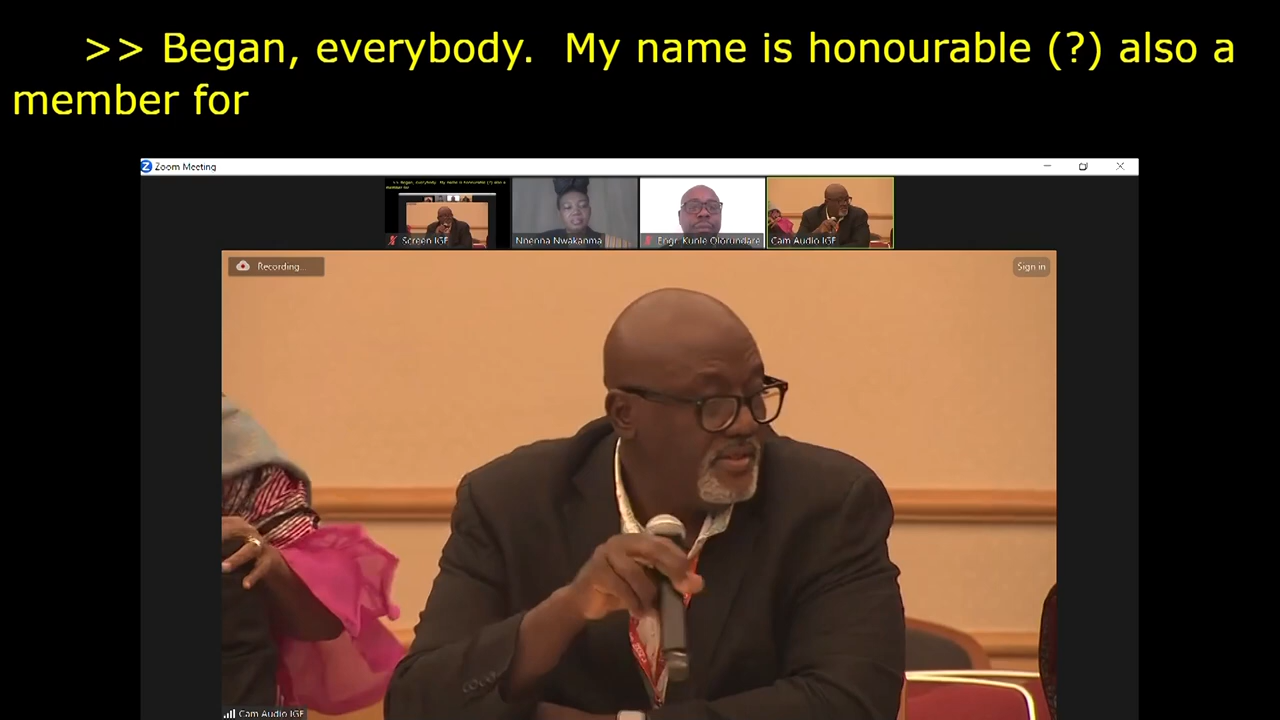 >> Began, everybody.  My name is honourable (?) also a
member for
Zoom Meeting
Screen IGF
Nnenna Nwakanma
Engr. Kunle Olorundare
Cam Audio IGF
Recording...
Sign in
Cam Audio IGF